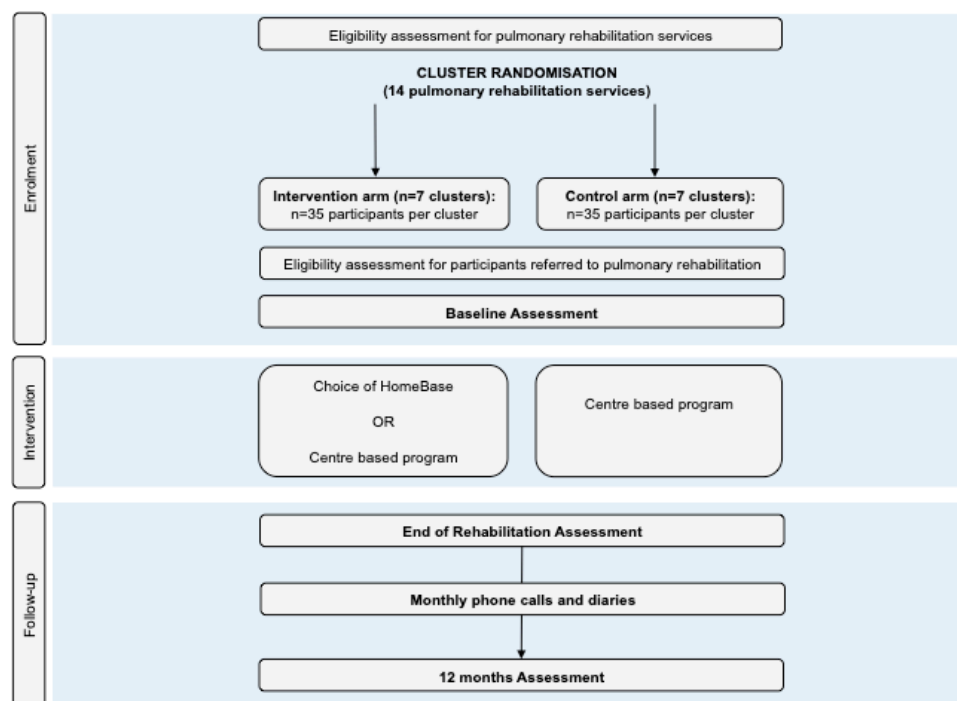 Enrolment
Eligibility assessment for pulmonary rehabilitation services
CLUSTER RANDOMISATION
(14 pulmonary rehabilitation services)
Intervention arm (n=7 clusters):
n=35 participants per cluster
Control arm (n=7 clusters):
n=35 participants per cluster
Eligibility assessment for participants referred to pulmonary rehabilitation
Baseline Assessment
Intervention
Choice of HomeBase
OR
Centre based program
Centre based program
Follow-up
End of Rehabilitation Assessment
Monthly phone calls and diaries
12 months Assessment